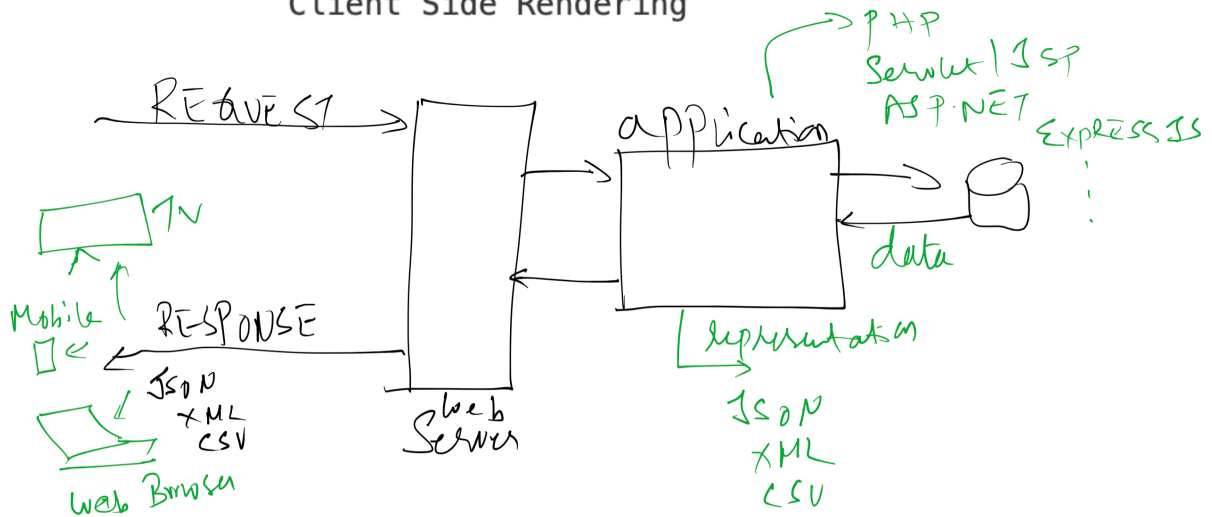 Client Side Rendering
PHP
Servlet / JSP
ASP.NET
EXPRESS JS
REQUEST
application
TV
data
Mobile
RESPONSE
representation
JSON
XML
CSV
Web
Server
JSON
XML
CSV
Web Browser